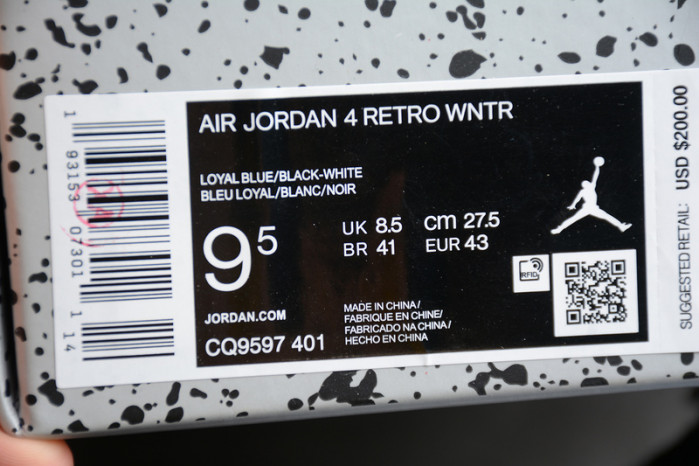 AIR JORDAN 4 RETRO WNTR
LOYAL BLUE/BLACK-WHITE
BLEU LOYAL/BLANC/NOIR
9 5
UK 8.5 cm 27.5
BR 41 EUR 43
RFID
JORDAN.COM
CQ9597 401
MADE IN CHINA/
FABRIQUE EN CHINE/
FABRICADO NA CHINA/
HECHO EN CHINA
1 93153 07301 1 14
SUGGESTED RETAIL: USD $200.00